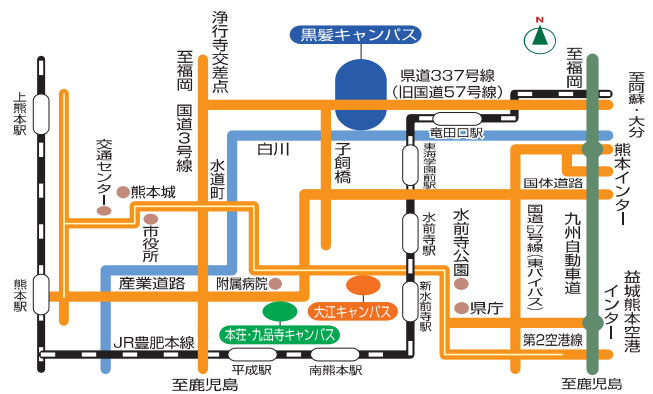 N
黒髪キャンパス
浄行寺交差点
至福岡
国道3号線
県道337号線
(旧国道57号線)
至福岡
至阿蘇・大分
上熊本駅
竜田口駅
交通センター
熊本城
水道町
白川
子飼橋
東海学園前駅
熊本インター
国体道路
市役所
水前寺駅
水前寺公園
国道57号線(東バイパス)
九州自動車道
熊本駅
産業道路
附属病院
大江キャンパス
新水前寺駅
県庁
益城熊本空港
インター
本荘・九品寺キャンパス
JR豊肥本線
第2空港線
平成駅
南熊本駅
至鹿児島
至鹿児島